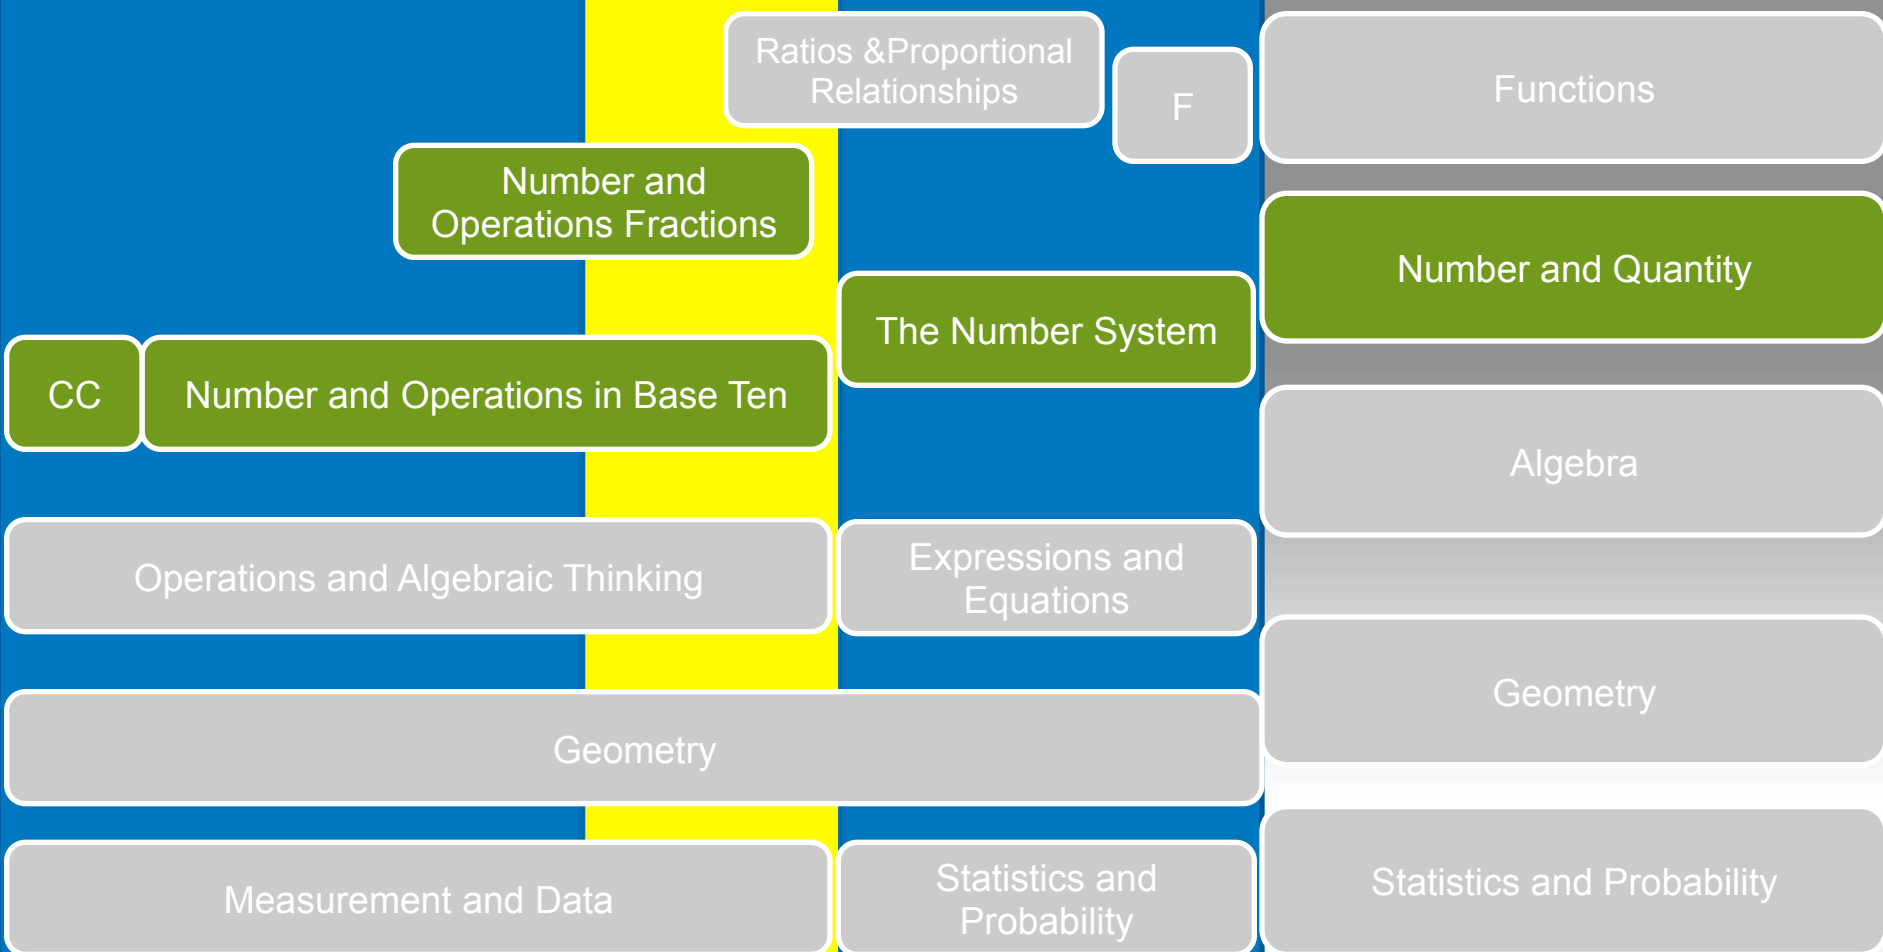 Ratios &Proportional
Relationships
F
Functions
Number and
Operations Fractions
Number and Quantity
The Number System
CC
Number and Operations in Base Ten
Algebra
Operations and Algebraic Thinking
Expressions and
Equations
Geometry
Geometry
Measurement and Data
Statistics and
Probability
Statistics and Probability